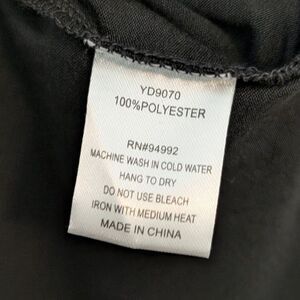 YD9070
100%POLYESTER
RN#94992
MACHINE WASH IN COLD WATER
HANG TO DRY
DO NOT USE BLEACH
IRON WITH MEDIUM HEAT
MADE IN CHINA